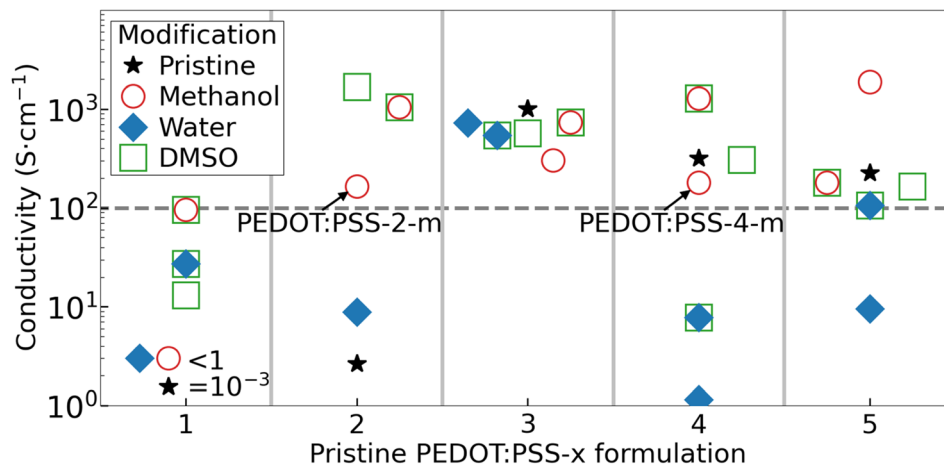 Modification
Pristine
Methanol
Water
DMSO
Conductivity (S·cm⁻¹)
10³
10²
10¹
10⁰
PEDOT:PSS-2-m
PEDOT:PSS-4-m
<1
=10⁻³
1 2 3 4 5
Pristine PEDOT:PSS-x formulation